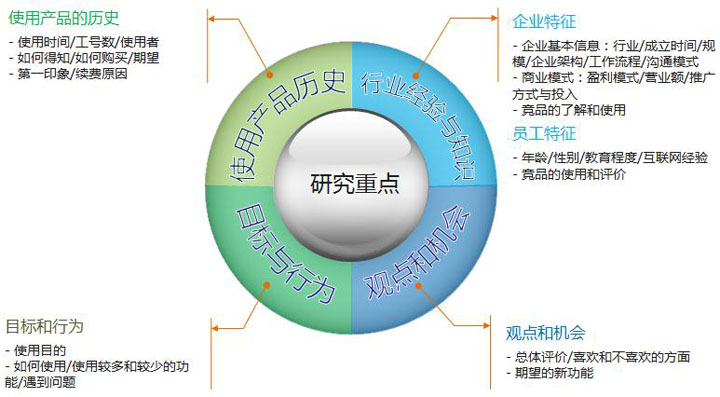 使用产品的历史
- 使用时间/工号数/使用者
- 如何得知/如何购买/期望
- 第一印象/续费原因
企业特征
- 企业基本信息：行业/成立时间/规
模/企业架构/工作流程/沟通模式
- 商业模式：盈利模式/营业额/推广
方式与投入
- 竞品的了解和使用
员工特征
- 年龄/性别/教育程度/互联网经验
- 竞品的使用和评价
使用产品历史
行业经验与知识
研究重点
目标与行为
观点和机会
目标和行为
- 使用目的
- 如何使用/使用较多和较少的功
能/遇到问题
观点和机会
- 总体评价/喜欢和不喜欢的方面
- 期望的新功能